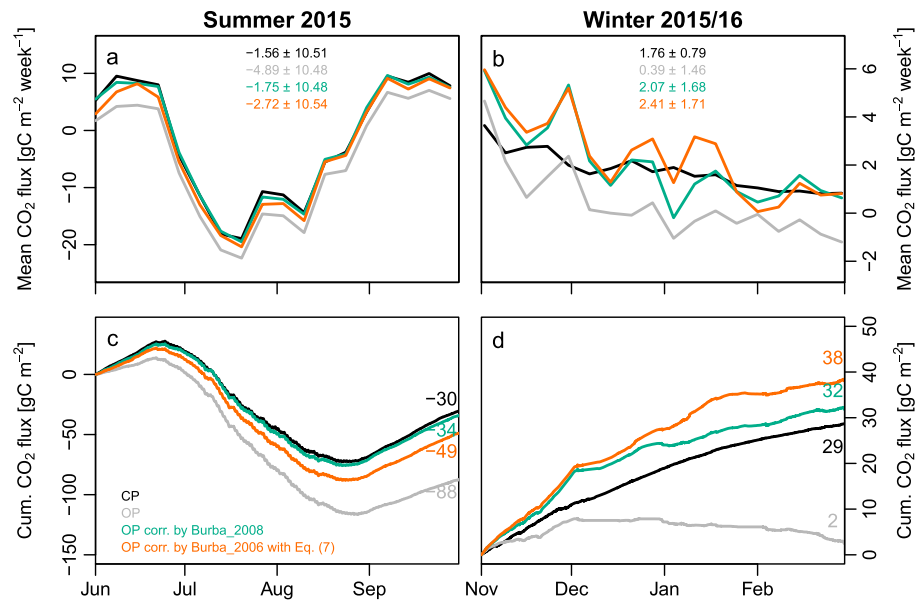 Summer 2015
Winter 2015/16
Mean CO₂ flux [gC m⁻² week⁻¹]
10
0
−10
−20
a
−1.56 ± 10.51
−4.89 ± 10.48
−1.75 ± 10.48
−2.72 ± 10.54
b
1.76 ± 0.79
0.39 ± 1.46
2.07 ± 1.68
2.41 ± 1.71
6
4
2
0
−2
Mean CO₂ flux [gC m⁻² week⁻¹]
Cum. CO₂ flux [gC m⁻²]
0
−50
−100
−150
c
−30
−34
−49
−88
CP
OP
OP corr. by Burba_2008
OP corr. by Burba_2006 with Eq. (7)
Jun
Jul
Aug
Sep
d
38
32
29
2
50
40
30
20
10
0
Cum. CO₂ flux [gC m⁻²]
Nov
Dec
Jan
Feb